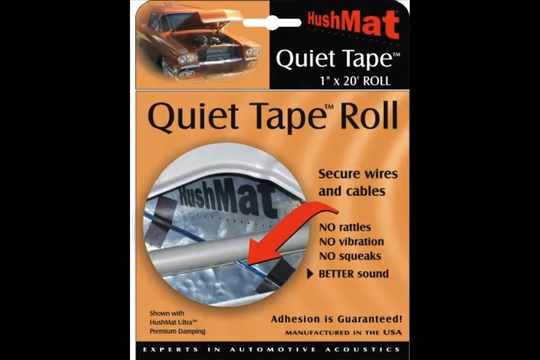 HushMat
Quiet Tape™
1" x 20' ROLL
Quiet Tape™ Roll
HushMat
Secure wires
and cables
NO rattles
NO vibration
NO squeaks
BETTER sound
Shown with
HushMat Ultra™
Premium Damping
Adhesion is Guaranteed!
MANUFACTURED IN THE USA
EXPERTS IN AUTOMOTIVE ACOUSTICS